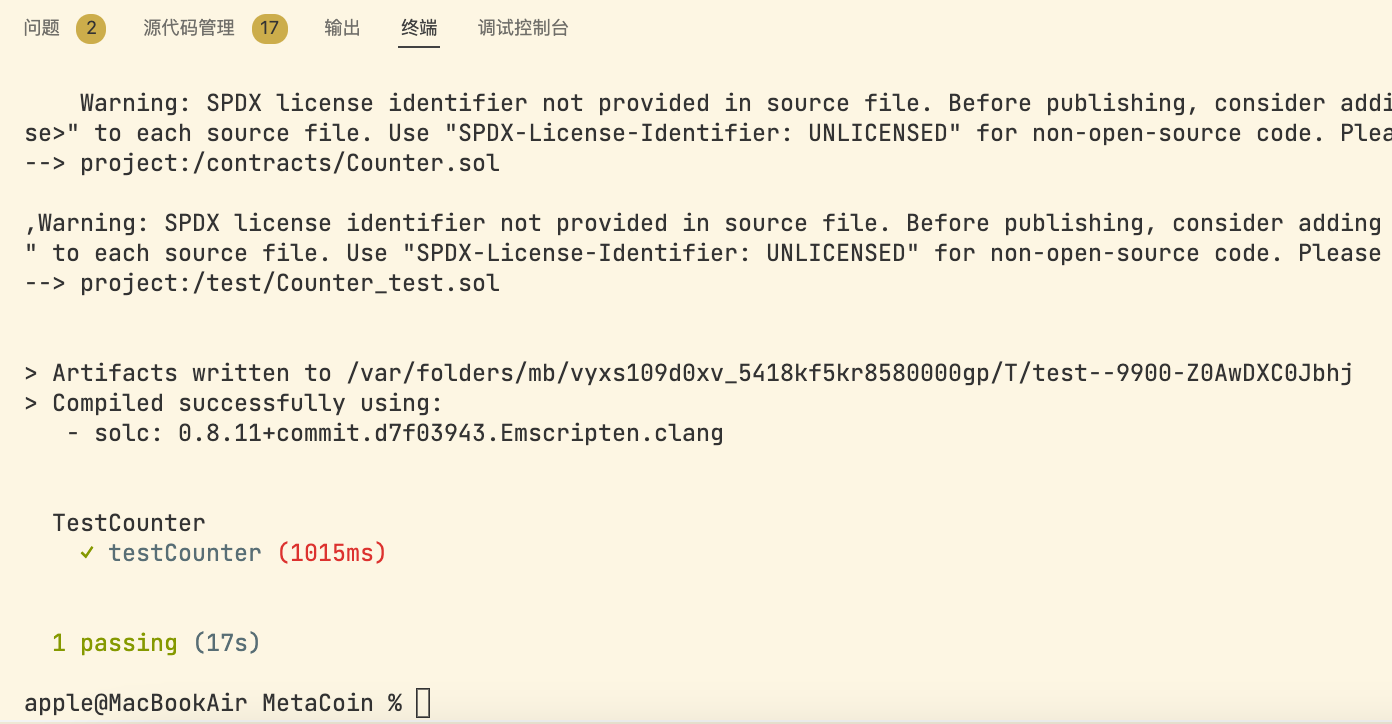 问题 2 源代码管理 17 输出 终端 调试控制台
Warning: SPDX license identifier not provided in source file. Before publishing, consider addi
se>" to each source file. Use "SPDX-License-Identifier: UNLICENSED" for non-open-source code. Plea
--> project:/contracts/Counter.sol
,Warning: SPDX license identifier not provided in source file. Before publishing, consider adding
" to each source file. Use "SPDX-License-Identifier: UNLICENSED" for non-open-source code. Please
--> project:/test/Counter_test.sol
> Artifacts written to /var/folders/mb/vyxs109d0xv_5418kf5kr8580000gp/T/test--9900-Z0AwDXC0Jbhj
> Compiled successfully using:
- solc: 0.8.11+commit.d7f03943.Emscripten.clang
TestCounter
✓ testCounter (1015ms)
1 passing (17s)
apple@MacBookAir MetaCoin %